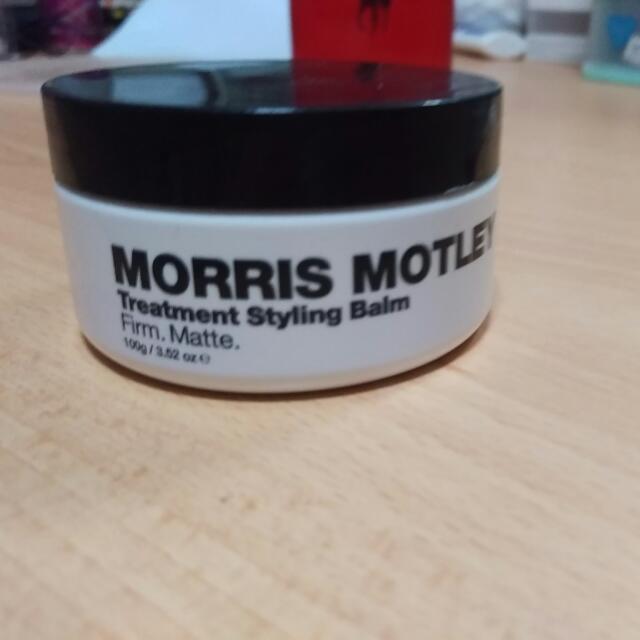 MORRIS MOTLEY
Treatment Styling Balm
Firm. Matte.
100g / 3.52 oz ℮